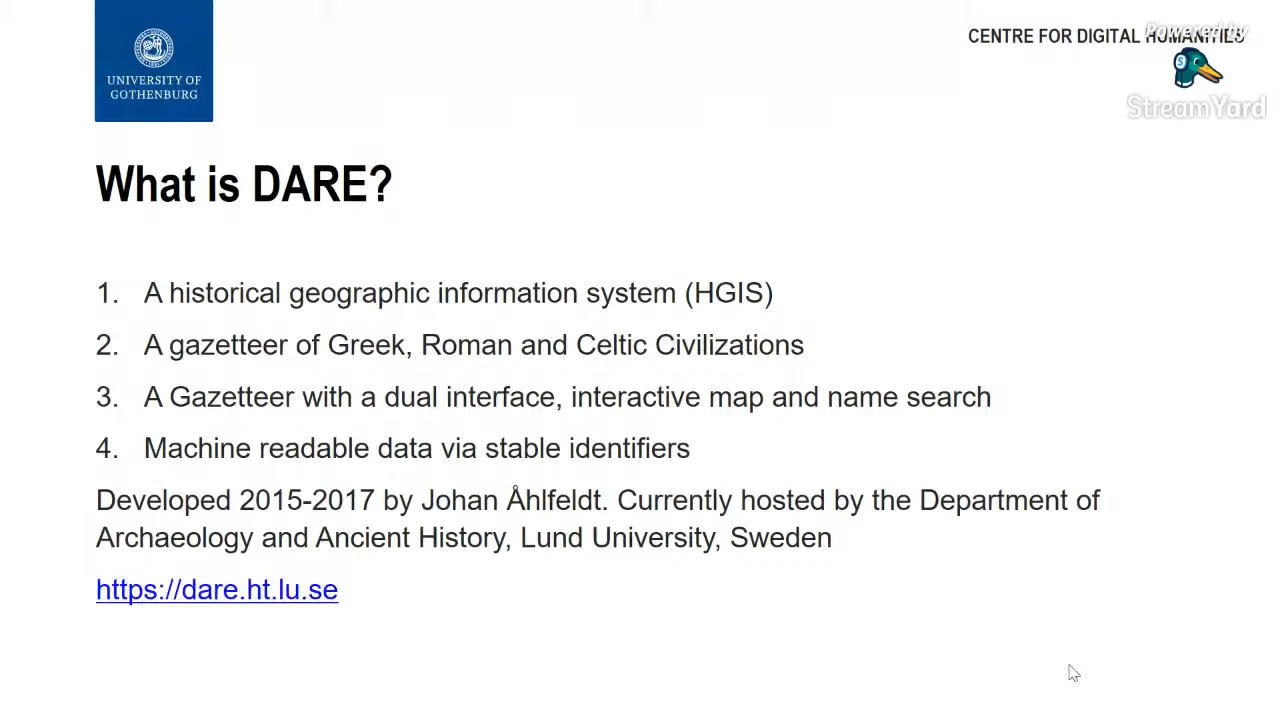 UNIVERSITY OF
GOTHENBURG
CENTRE FOR DIGITAL HUMANITIES
Powered by
StreamYard
What is DARE?
1. A historical geographic information system (HGIS)
2. A gazetteer of Greek, Roman and Celtic Civilizations
3. A Gazetteer with a dual interface, interactive map and name search
4. Machine readable data via stable identifiers
Developed 2015-2017 by Johan Åhlfeldt. Currently hosted by the Department of
Archaeology and Ancient History, Lund University, Sweden
https://dare.ht.lu.se